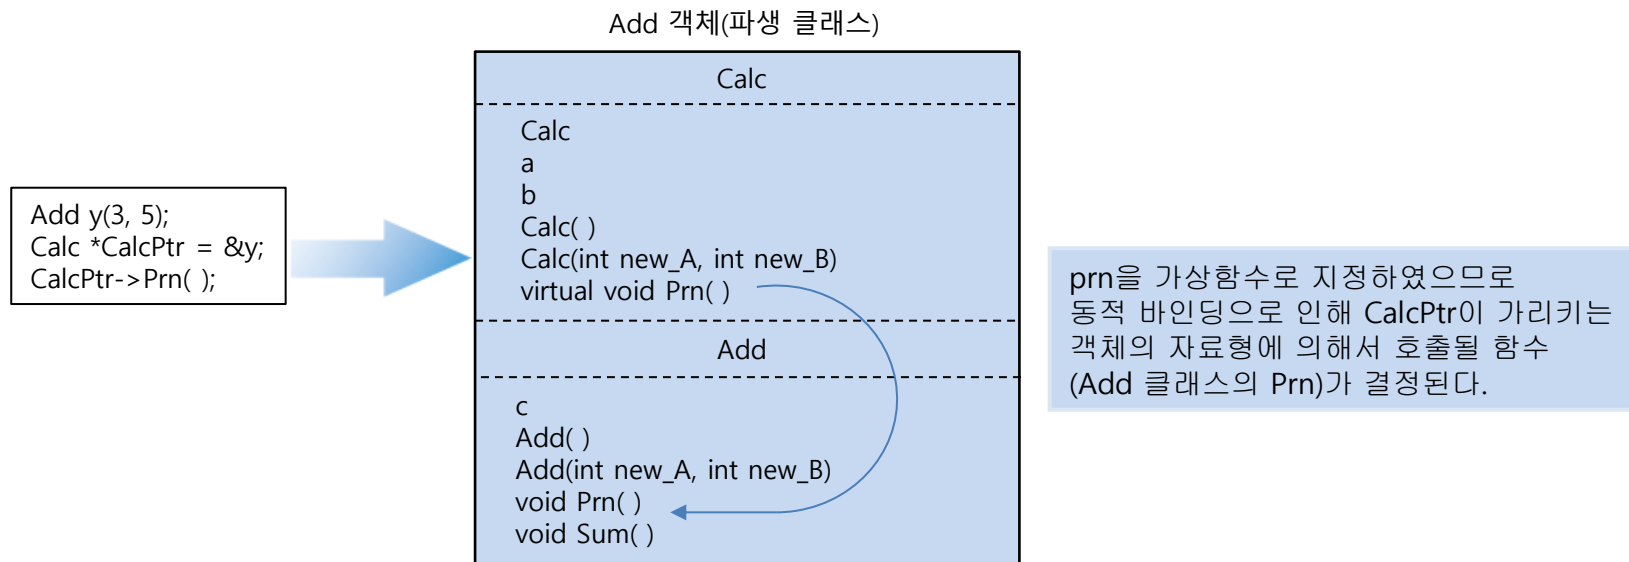 Add 객체(파생 클래스)
Calc
Calc
a
b
Calc( )
Calc(int new_A, int new_B)
virtual void Prn( )
Add
c
Add( )
Add(int new_A, int new_B)
void Prn( )
void Sum( )
Add y(3, 5);
Calc *CalcPtr = &y;
CalcPtr->Prn( );
prn을 가상함수로 지정하였으므로
동적 바인딩으로 인해 CalcPtr이 가리키는
객체의 자료형에 의해서 호출될 함수
(Add 클래스의 Prn)가 결정된다.